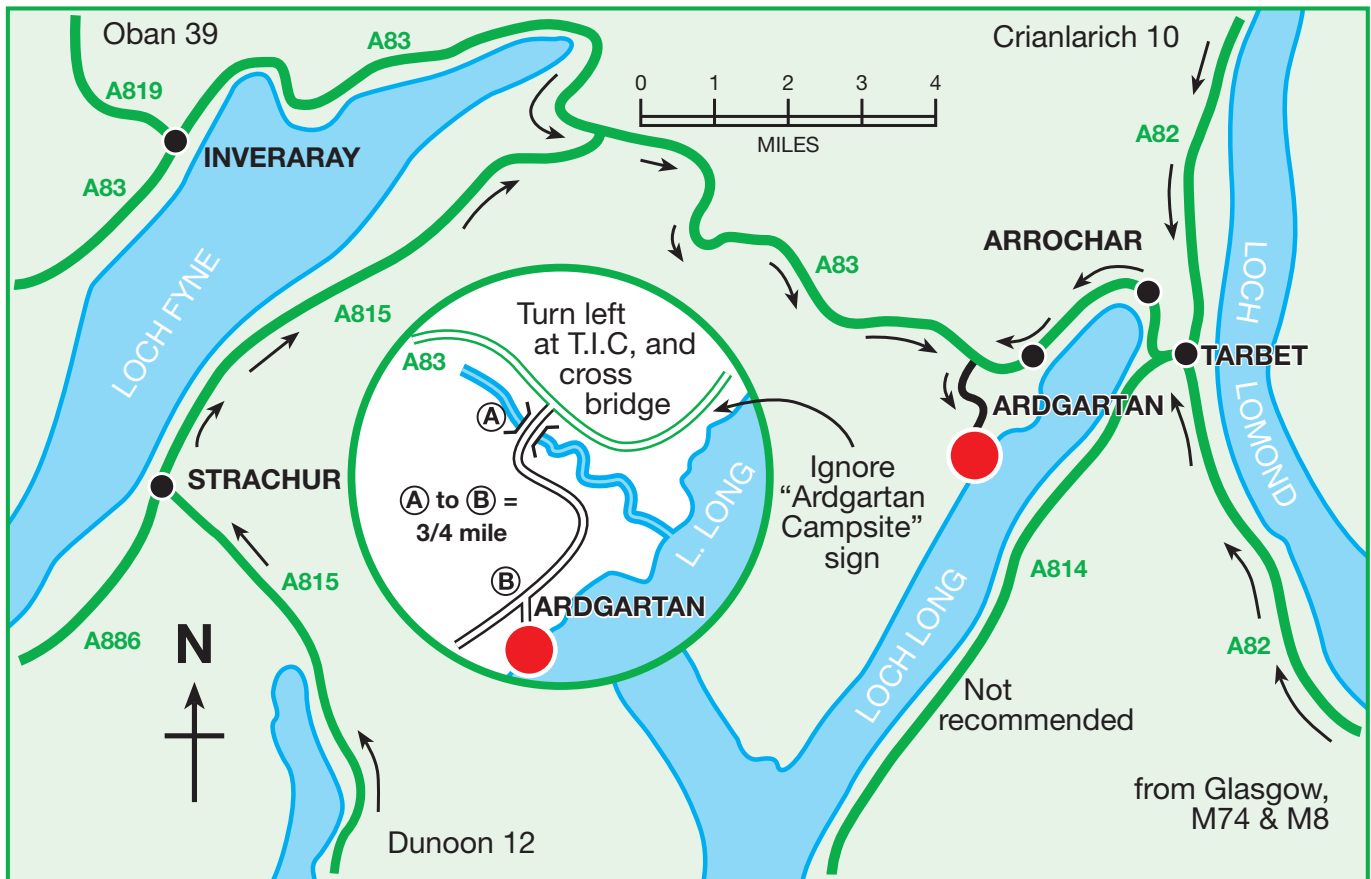 Oban 39
A83
Crianlarich 10
A819
0 1 2 3 4
MILES
A82
INVERARAY
A83
ARROCHAR
LOCH FYNE
A83
LOCH
LOMOND
A815
Turn left
at T.I.C, and
cross
bridge
A83
TARBET
ARDGARTAN
A
Ignore
“Ardgartan
Campsite”
sign
STRACHUR
A to B =
3/4 mile
L. LONG
B
ARDGARTAN
A815
A814
A886
N
LOCH LONG
A82
Not
recommended
from Glasgow,
M74 & M8
Dunoon 12